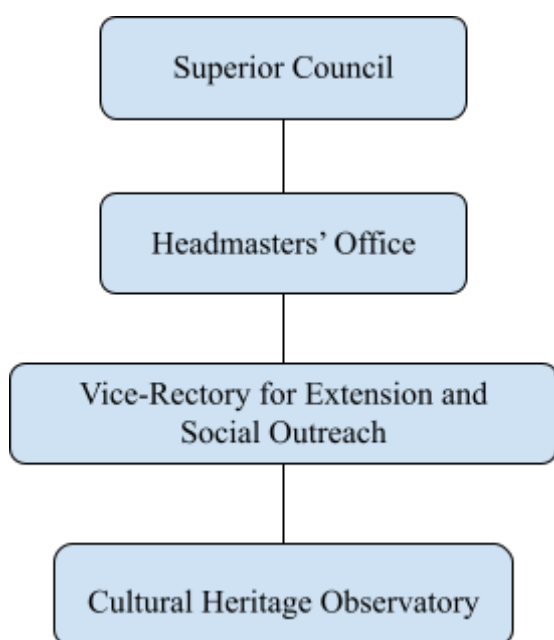 Superior Council
Headmasters’ Office
Vice-Rectory for Extension and
Social Outreach
Cultural Heritage Observatory